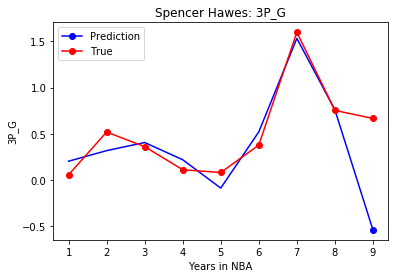 Spencer Hawes: 3P_G
Prediction
True
3P_G
1.5
1.0
0.5
0.0
−0.5
1 2 3 4 5 6 7 8 9
Years in NBA